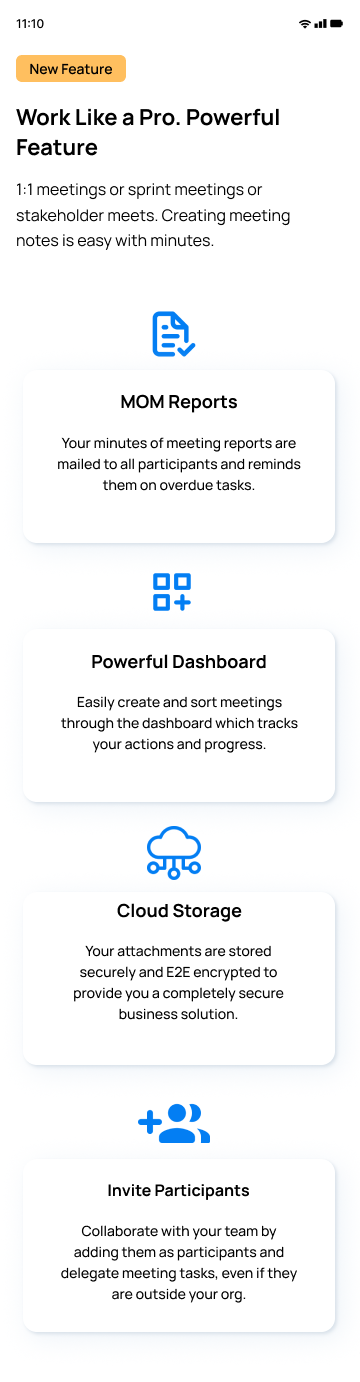 11:10
New Feature
Work Like a Pro. Powerful
Feature
1:1 meetings or sprint meetings or
stakeholder meets. Creating meeting
notes is easy with minutes.
MOM Reports
Your minutes of meeting reports are
mailed to all participants and reminds
them on overdue tasks.
Powerful Dashboard
Easily create and sort meetings
through the dashboard which tracks
your actions and progress.
Cloud Storage
Your attachments are stored
securely and E2E encrypted to
provide you a completely secure
business solution.
Invite Participants
Collaborate with your team by
adding them as participants and
delegate meeting tasks, even if they
are outside your org.